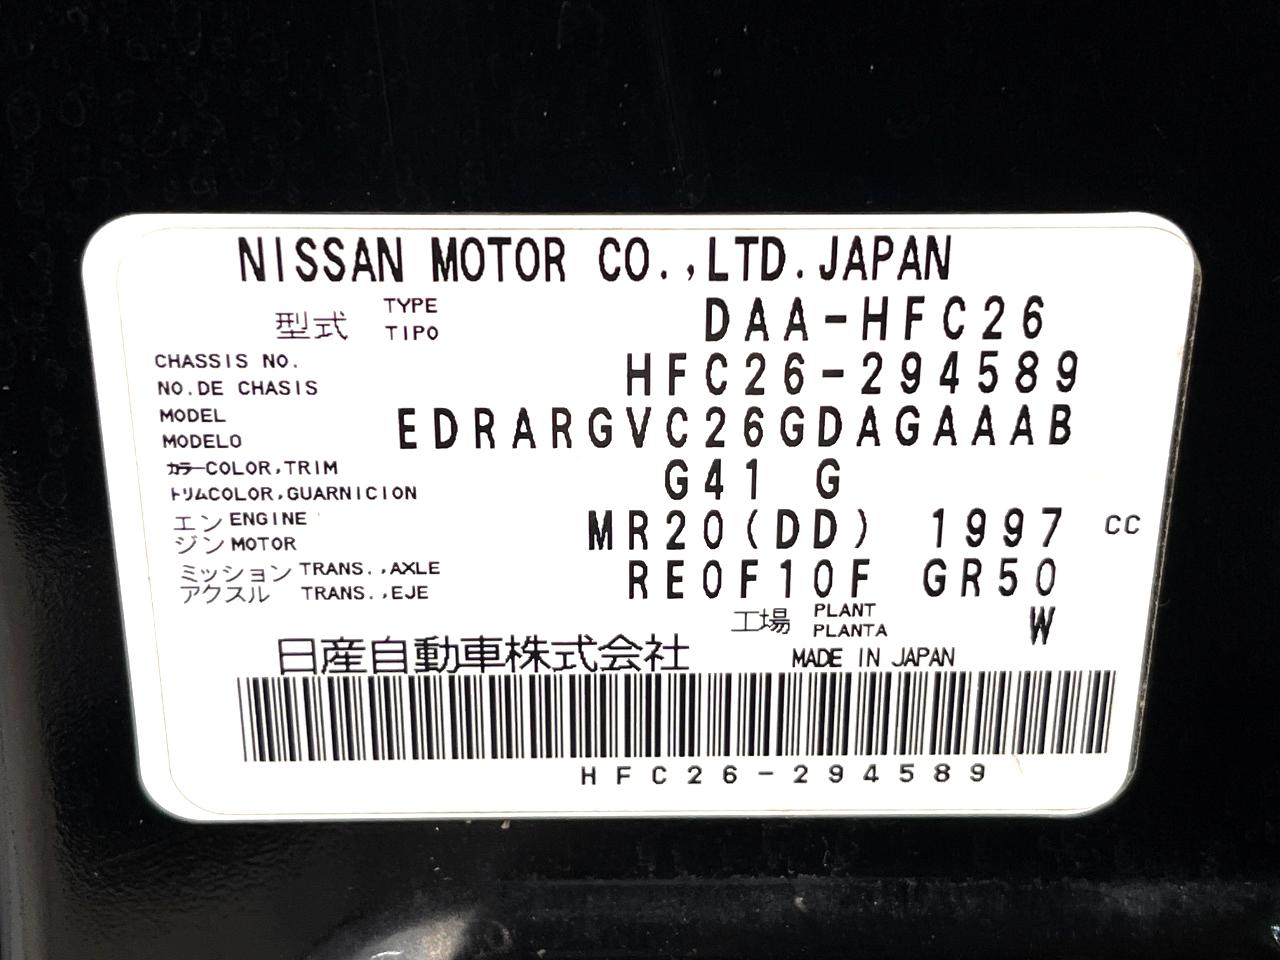 NISSAN MOTOR CO.,LTD.JAPAN
型式 TYPE TIPO DAA-HFC26
CHASSIS NO.
NO.DE CHASIS HFC26-294589
MODEL
MODELO EDRARGVC26GDAGAAAB
カラーCOLOR,TRIM G41 G
トリムCOLOR,GUARNICION
エンジン ENGINE MOTOR MR20(DD) 1997 CC
ミッション TRANS.,AXLE RE0F10F GR50
アクスル TRANS.,EJE
工場 PLANT PLANTA W
日産自動車株式会社 MADE IN JAPAN
HFC26-294589